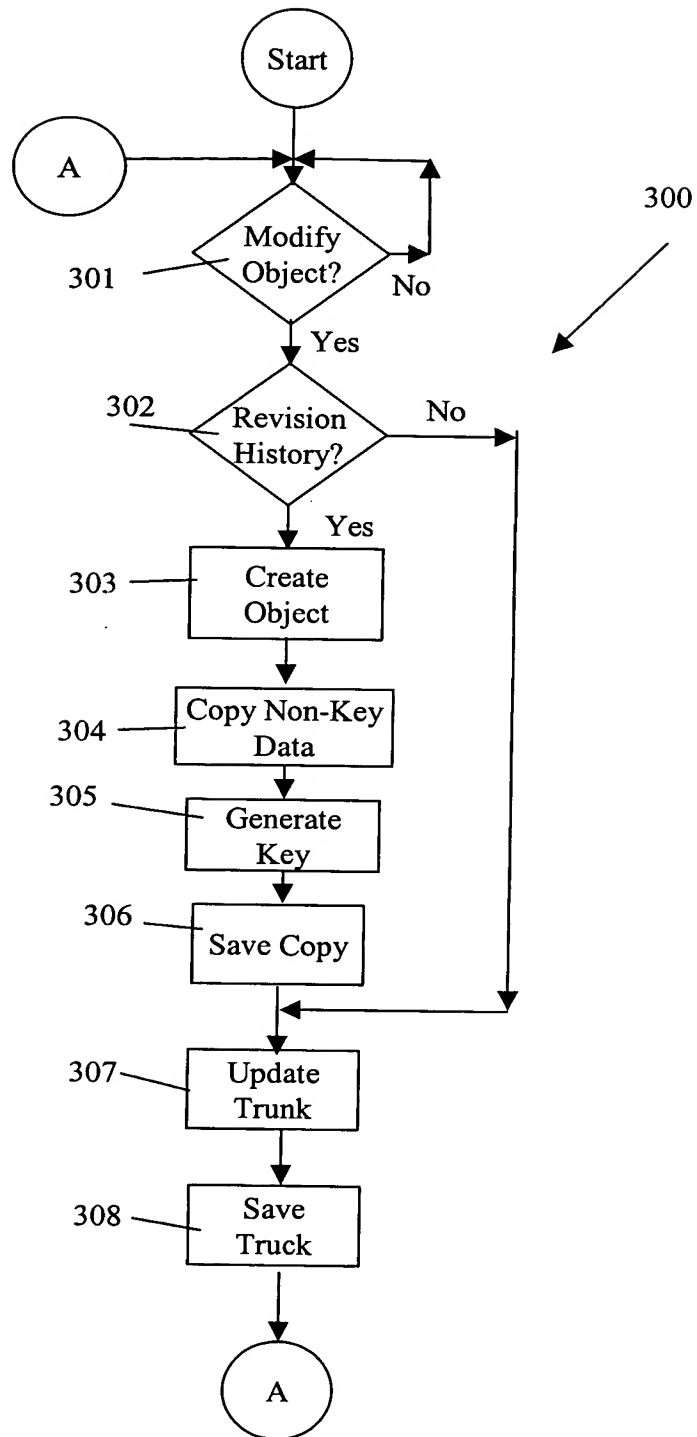 Start
A
300
Modify
Object?
301
No
Yes
302
Revision
History?
No
Yes
303
Create
Object
304
Copy Non-Key
Data
305
Generate
Key
306
Save Copy
307
Update
Trunk
308
Save
Truck
A